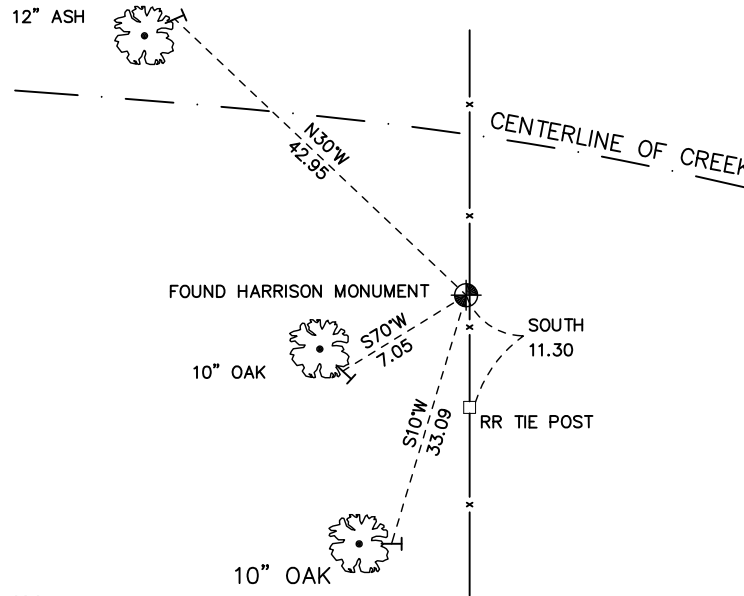 12” ASH
N30°W
42.95
CENTERLINE OF CREEK
FOUND HARRISON MONUMENT
SOUTH
11.30
S70°W
7.05
10” OAK
S10°W
33.09
RR TIE POST
10” OAK